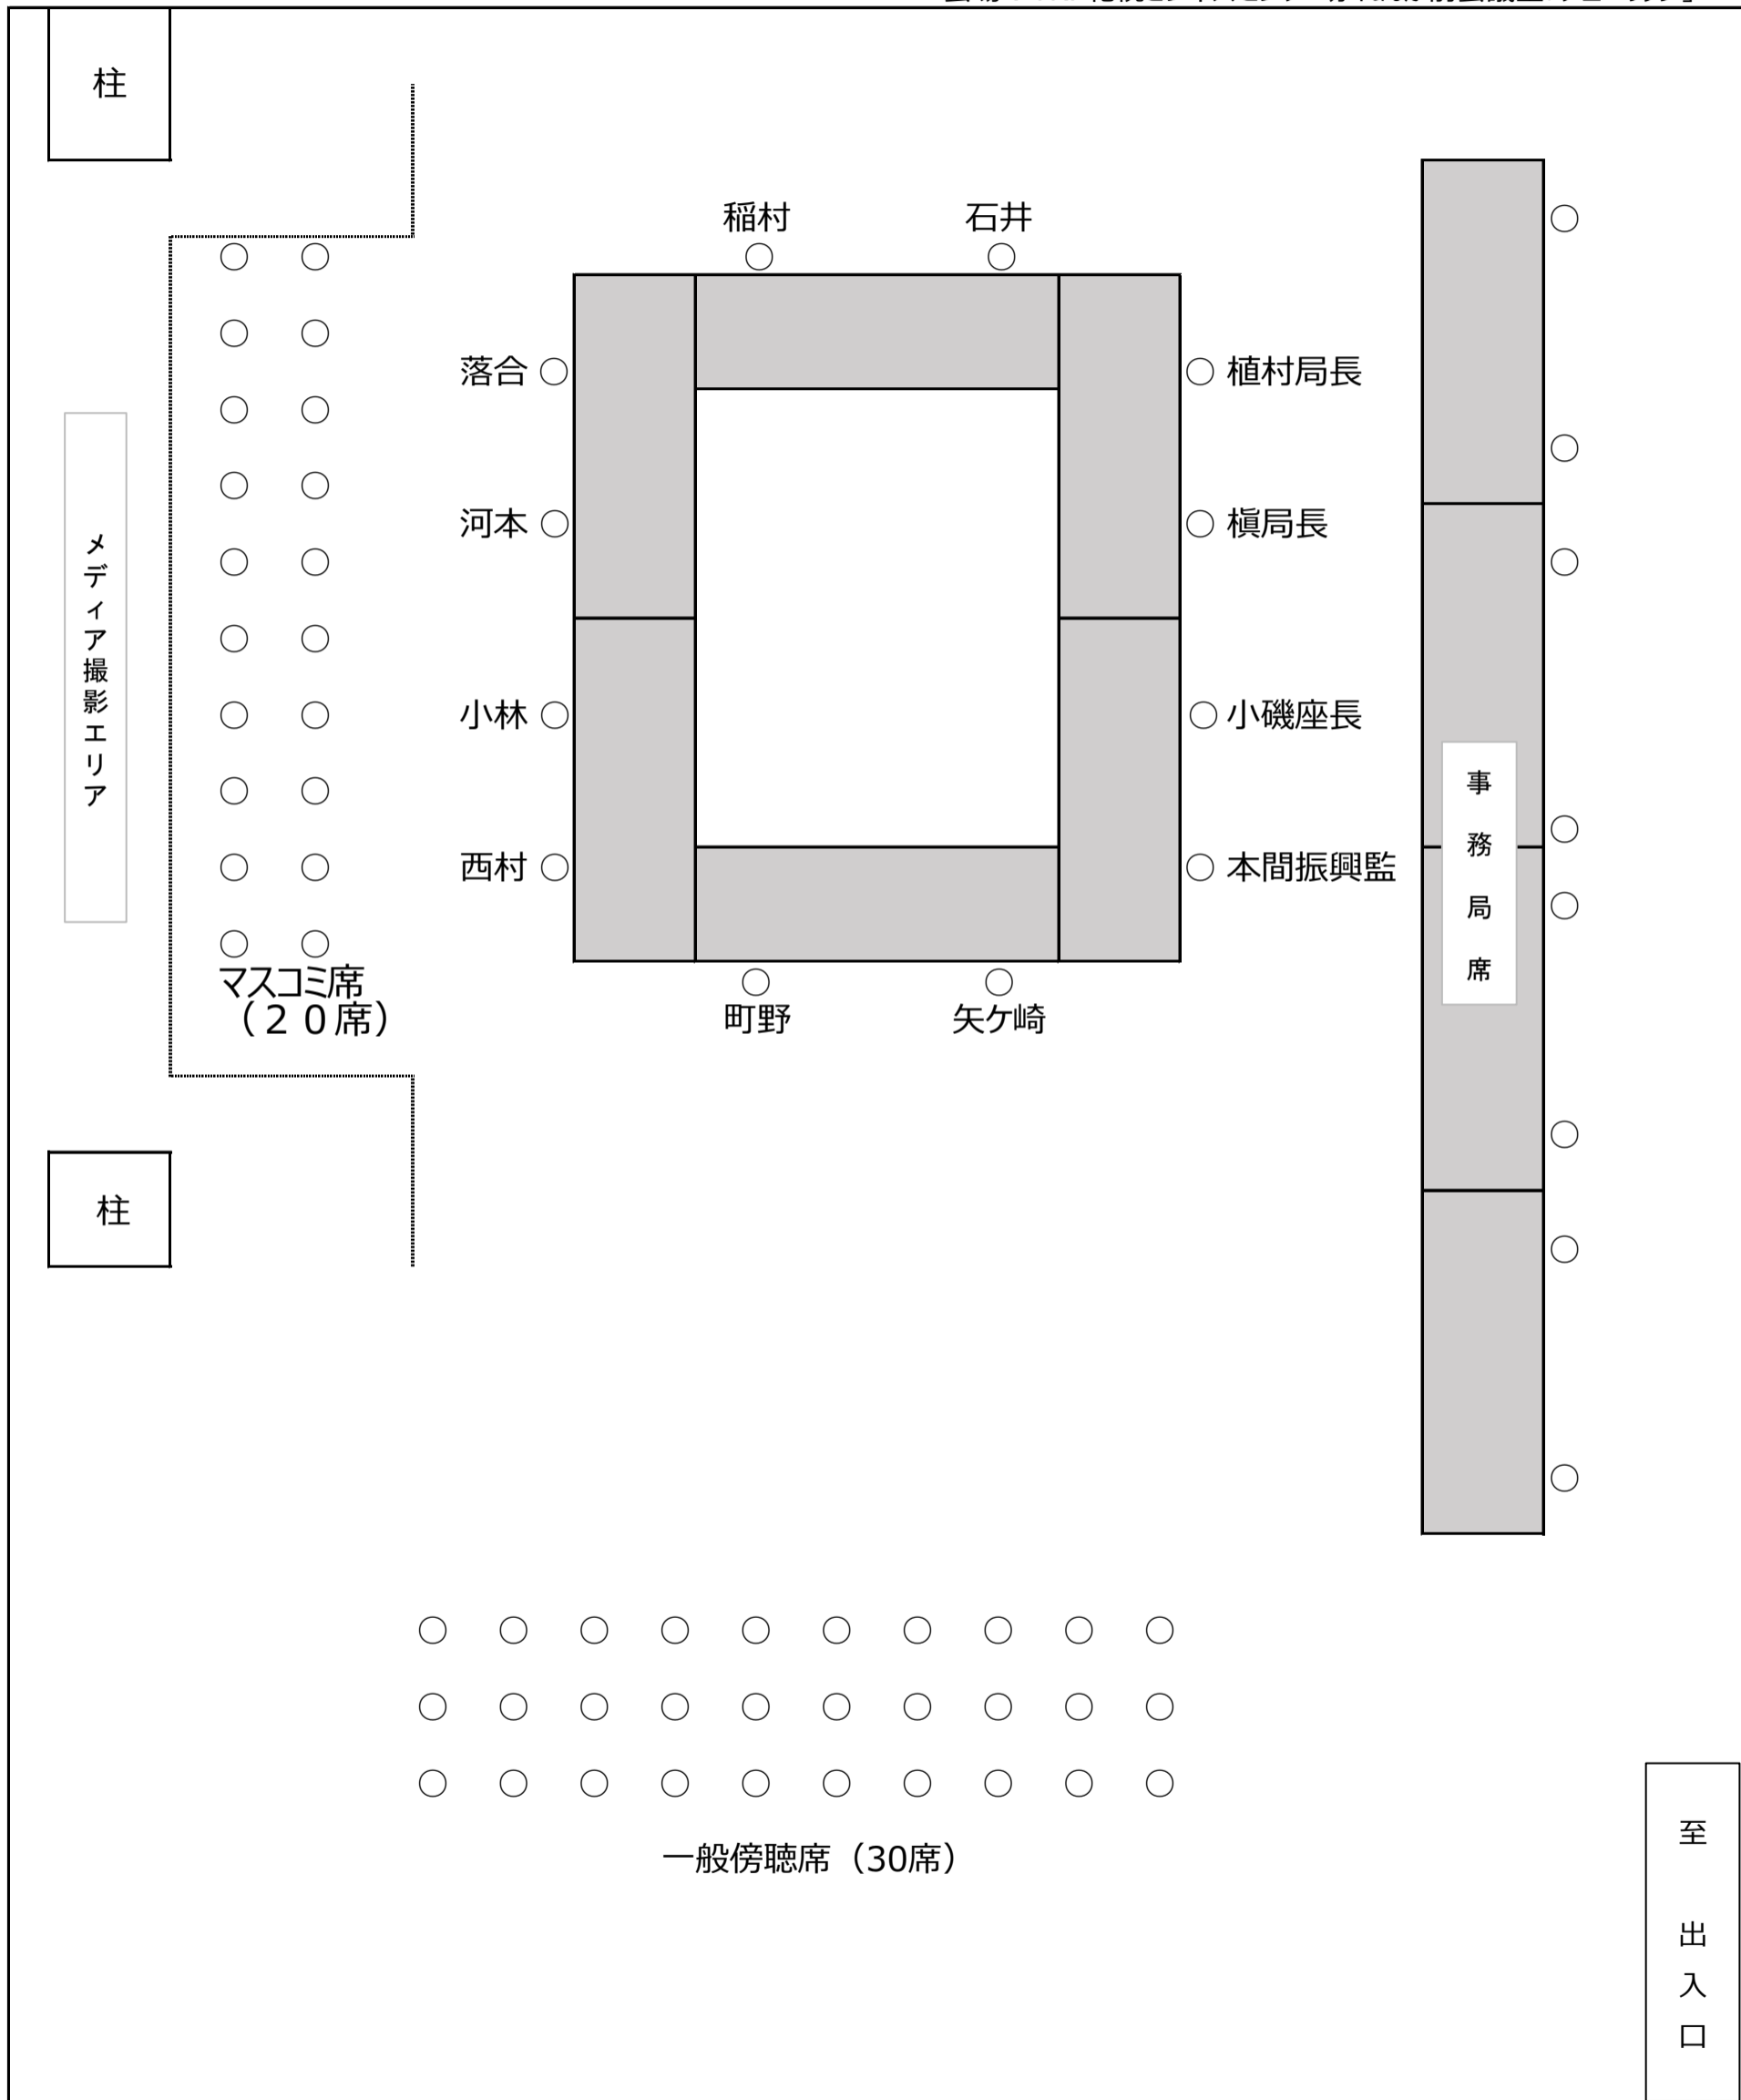 柱
稲村
石井
落合
植村局長
河本
槇局長
メディア撮影エリア
小林
小磯座長
事務局席
西村
本間振興監
マスコミ席
（２０席）
町野
矢ケ崎
柱
一般傍聴席（30席）
至 出入口